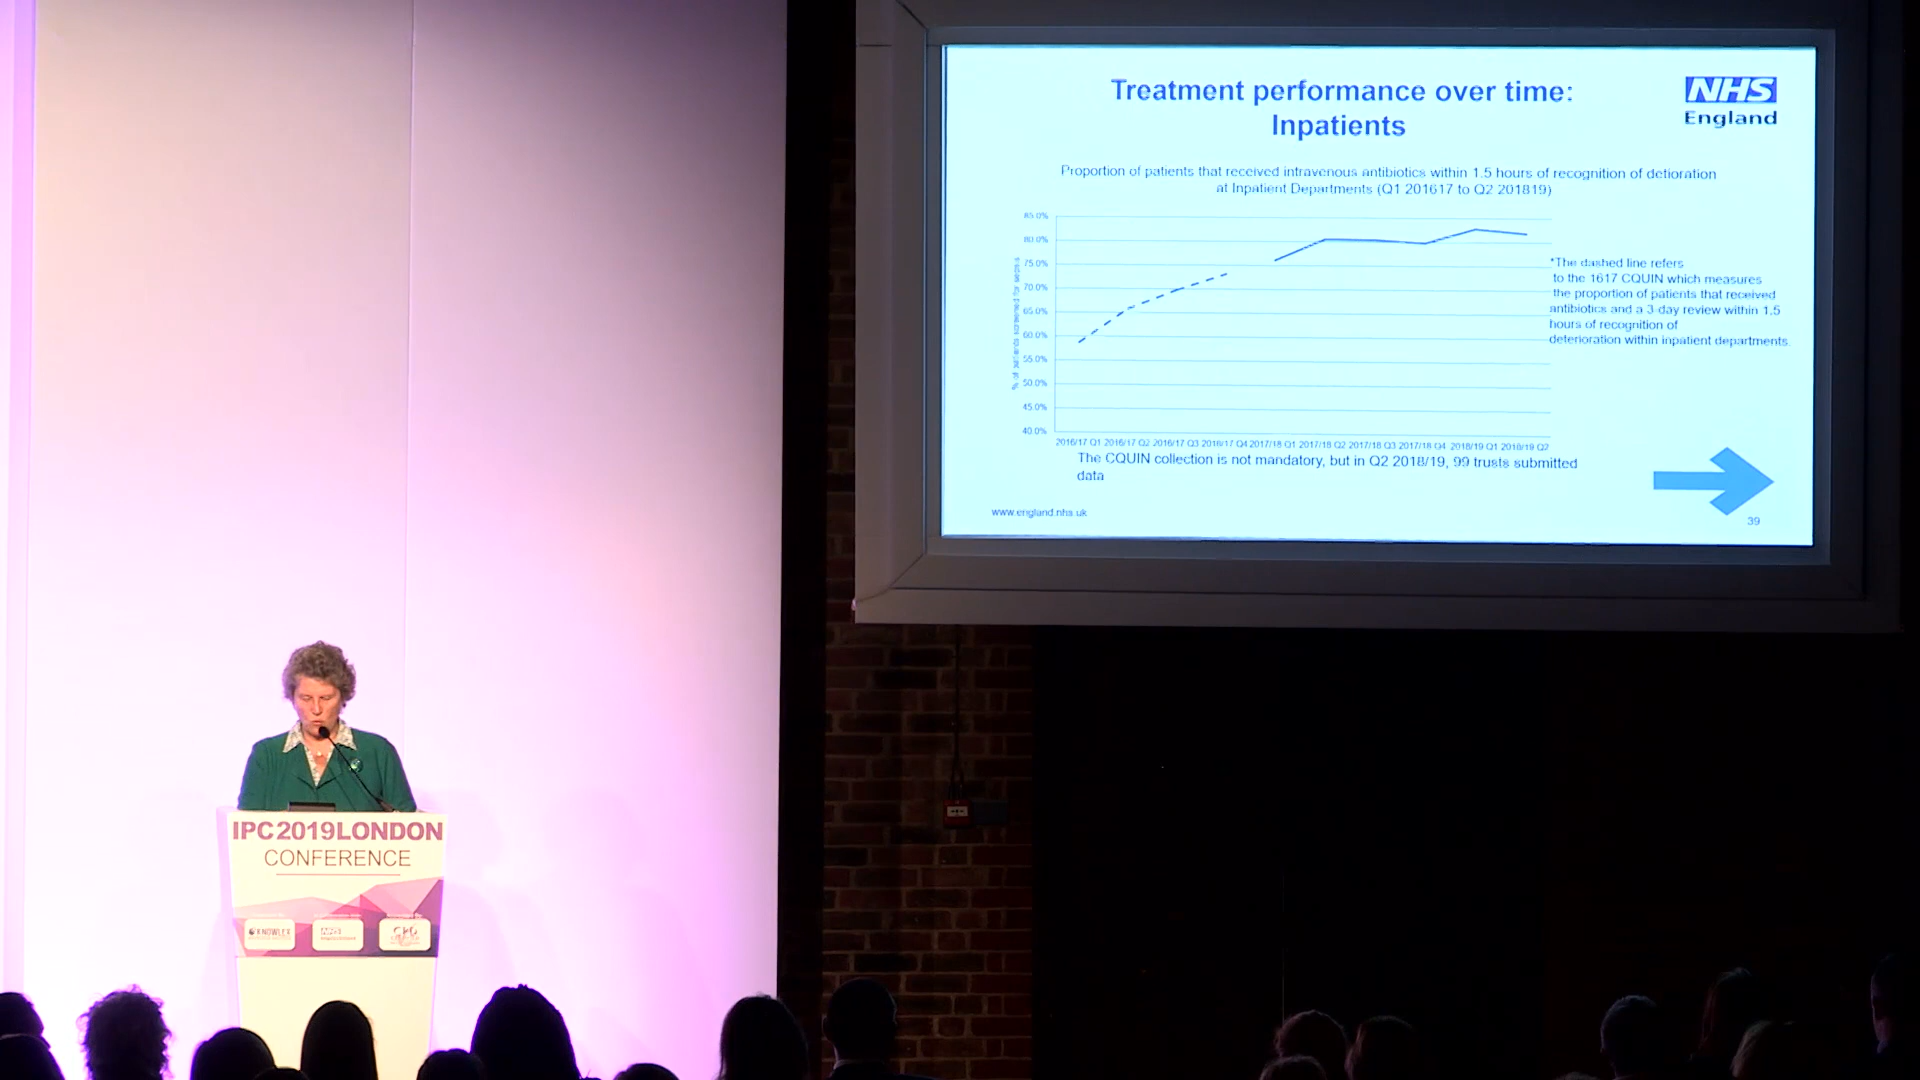 Treatment performance over time:
Inpatients
NHS
England
Proportion of patients that received intravenous antibiotics within 1.5 hours of recognition of detioration
at Inpatient Departments (Q1 201617 to Q2 201819)
85.0%
80.0%
75.0%
70.0%
65.0%
60.0%
55.0%
50.0%
45.0%
40.0%
% of patients screened for sepsis
2016/17 Q1 2016/17 Q2 2016/17 Q3 2016/17 Q4 2017/18 Q1 2017/18 Q2 2017/18 Q3 2017/18 Q4 2018/19 Q1 2018/19 Q2
*The dashed line refers
to the 1617 CQUIN which measures
the proportion of patients that received
antibiotics and a 3-day review within 1.5
hours of recognition of
deterioration within inpatient departments
The CQUIN collection is not mandatory, but in Q2 2018/19, 99 trusts submitted
data
www.england.nhs.uk
39
IPC2019LONDON
CONFERENCE
KNOWLEX
NHS